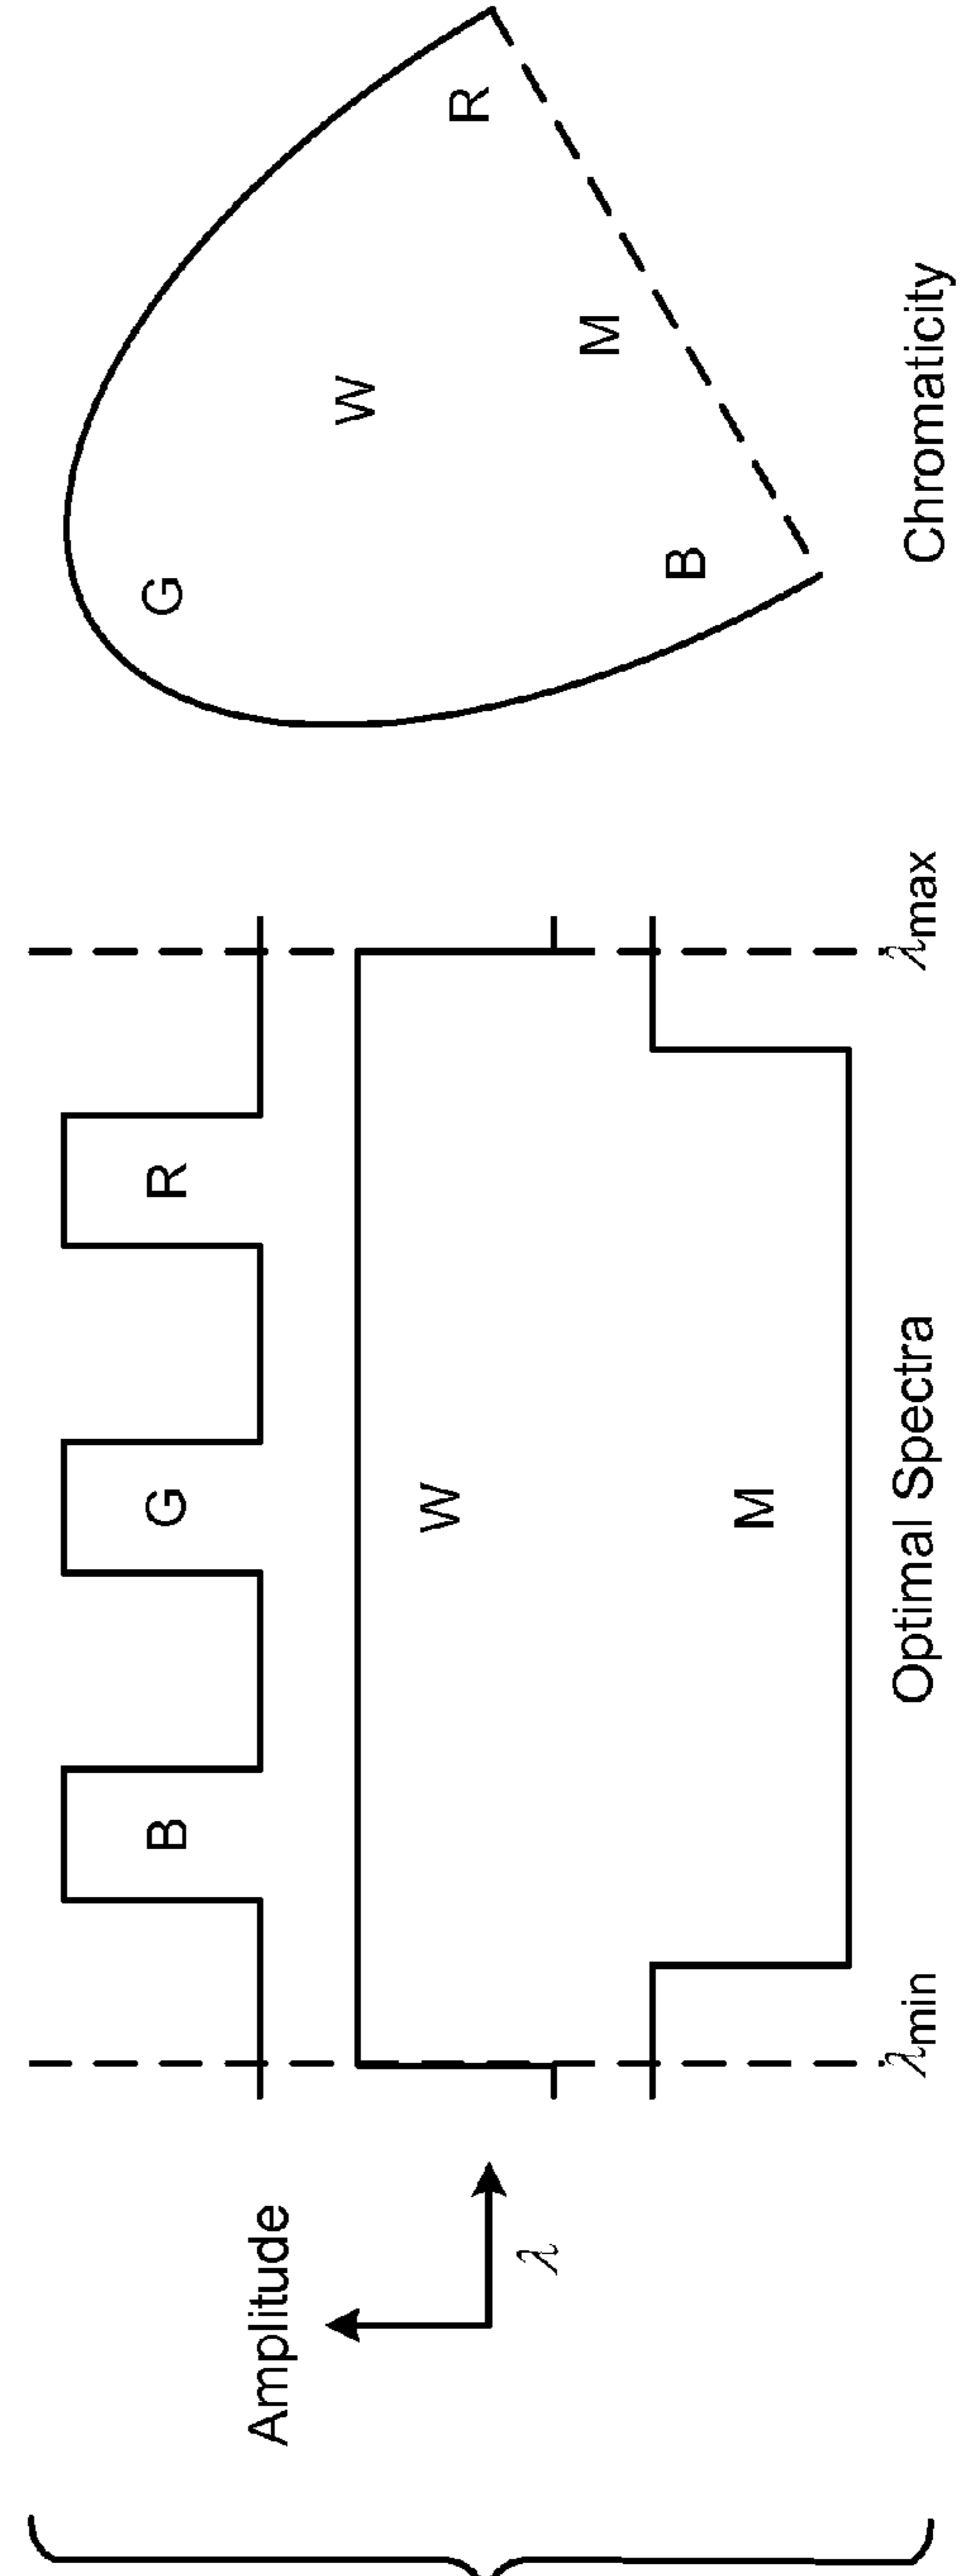 Amplitude
λ
B
G
R
W
M
λmin
λmax
Optimal Spectra
G
W
R
M
B
Chromaticity